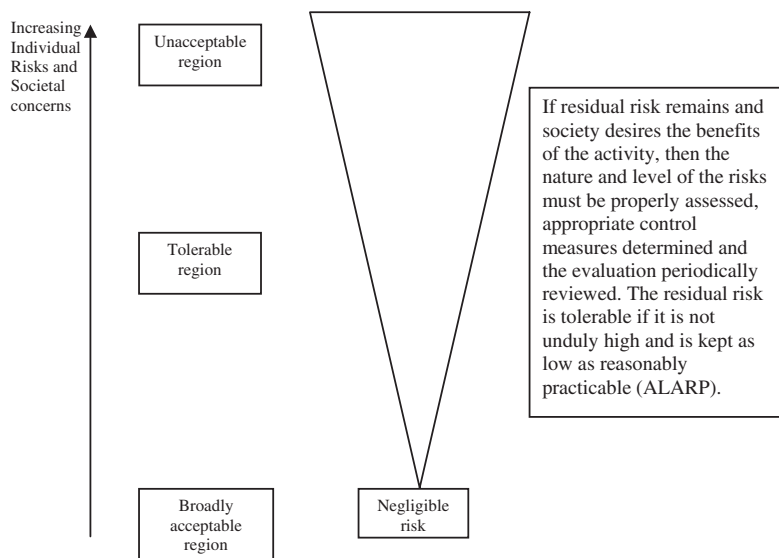 Increasing
Individual
Risks and
Societal
concerns
Unacceptable
region
Tolerable
region
Broadly
acceptable
region
Negligible
risk
If residual risk remains and
society desires the benefits
of the activity, then the
nature and level of the risks
must be properly assessed,
appropriate control
measures determined and
the evaluation periodically
reviewed. The residual risk
is tolerable if it is not
unduly high and is kept as
low as reasonably
practicable (ALARP).